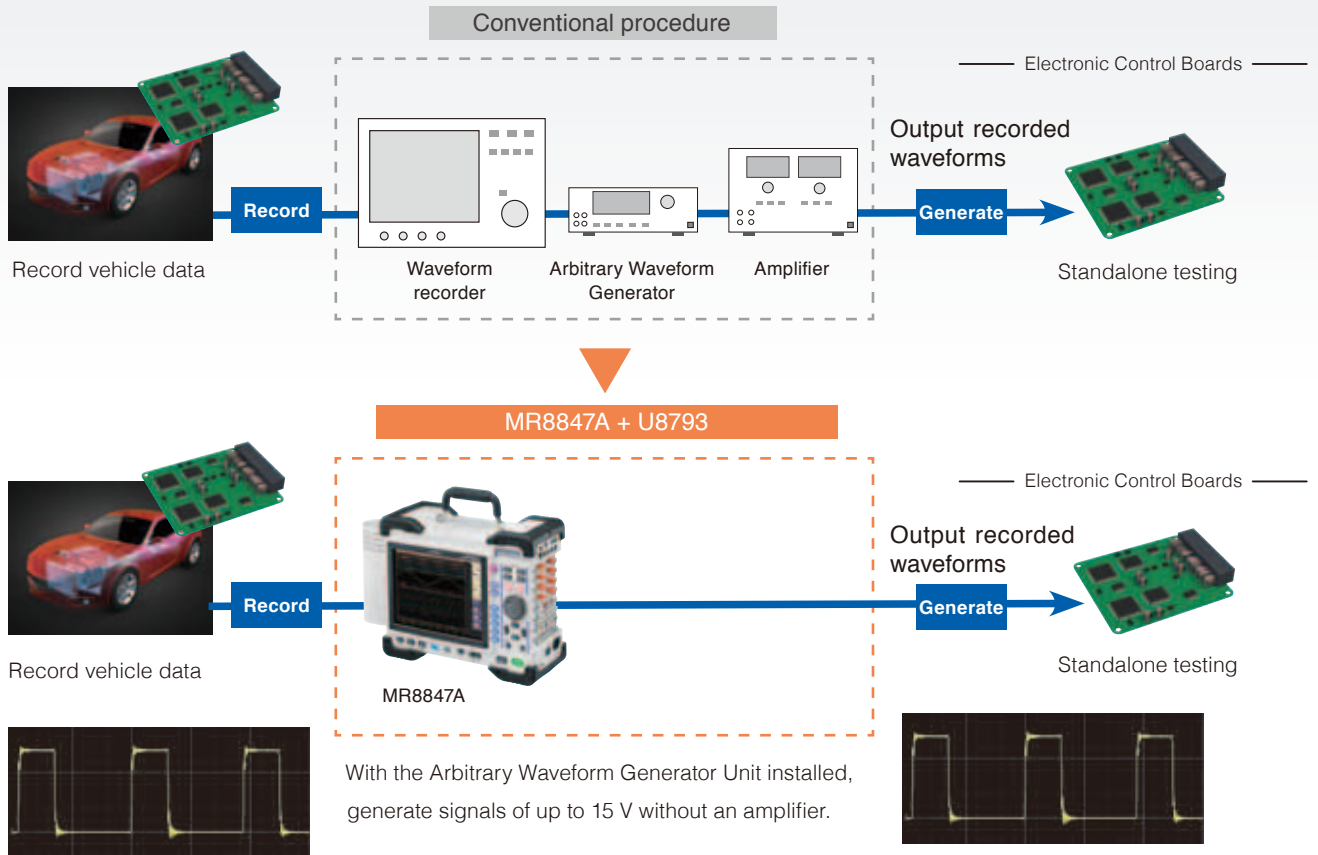 Conventional procedure
Electronic Control Boards
Record
Output recorded
waveforms
Generate
Record vehicle data
Waveform
recorder
Arbitrary Waveform
Generator
Amplifier
Standalone testing
MR8847A + U8793
Electronic Control Boards
Record
Output recorded
waveforms
Generate
Record vehicle data
MR8847A
Standalone testing
With the Arbitrary Waveform Generator Unit installed,
generate signals of up to 15 V without an amplifier.